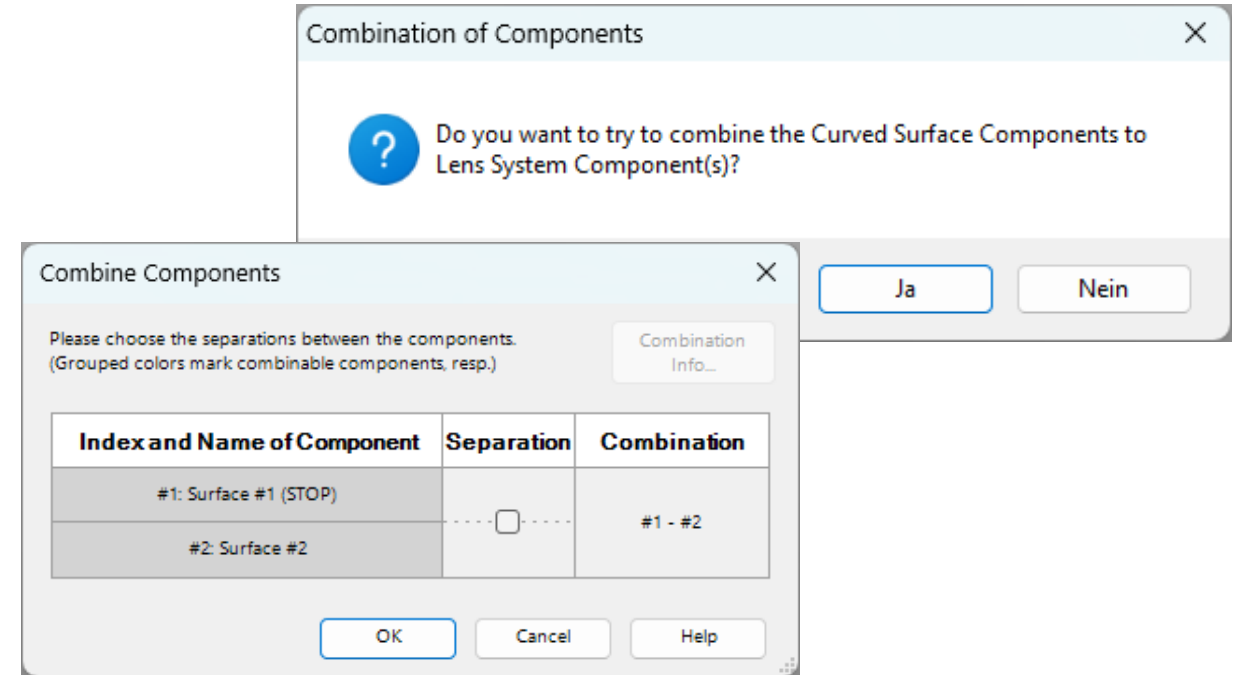 Combination of Components
Do you want to try to combine the Curved Surface Components to
Lens System Component(s)?
Ja
Nein
Combine Components
Please choose the separations between the components.
(Grouped colors mark combinable components, resp.)
Combination
Info...
Index and Name of Component
Separation
Combination
#1: Surface #1 (STOP)
#2: Surface #2
#1 - #2
OK
Cancel
Help